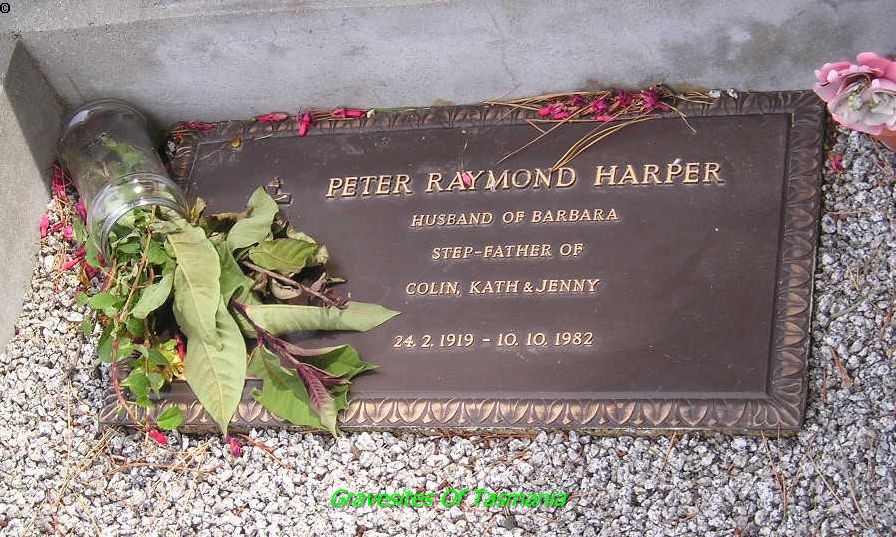 ©
PETER RAYMOND HARPER
HUSBAND OF BARBARA
STEP-FATHER OF
COLIN, KATH & JENNY
24. 2. 1919 - 10. 10. 1982
Gravesites Of Tasmania